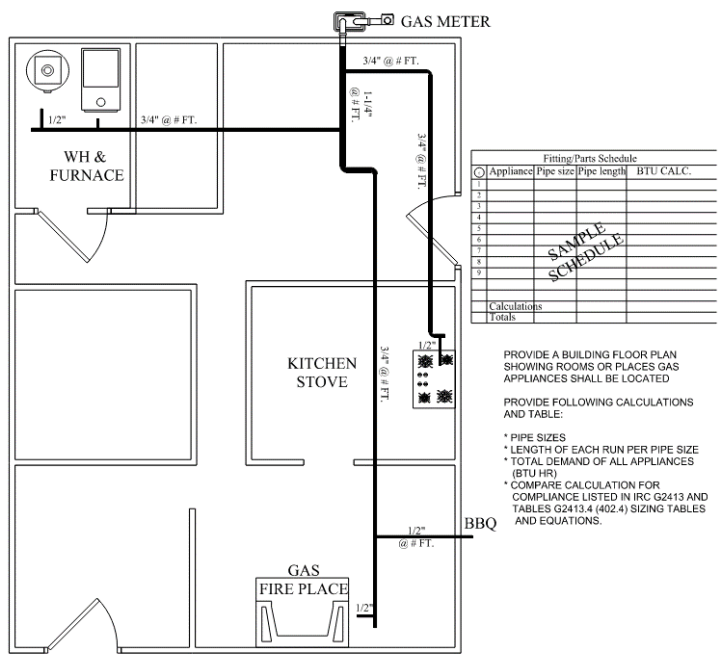 GAS METER
3/4" @ # FT.
1-1/4"
@ # FT.
1/2"
3/4" @ # FT.
WH &
FURNACE
3/4" @ # FT.
Fitting/Parts Schedule
Appliance Pipe size Pipe length BTU CALC.
1
2
3
4
5
6
7
8
9
SAMPLE
SCHEDULE
Calculations
Totals
1/2"
KITCHEN
STOVE
3/4" @ # FT.
PROVIDE A BUILDING FLOOR PLAN
SHOWING ROOMS OR PLACES GAS
APPLIANCES SHALL BE LOCATED
PROVIDE FOLLOWING CALCULATIONS
AND TABLE:
* PIPE SIZES
* LENGTH OF EACH RUN PER PIPE SIZE
* TOTAL DEMAND OF ALL APPLIANCES
(BTU HR)
* COMPARE CALCULATION FOR
COMPLIANCE LISTED IN IRC G2413 AND
TABLES G2413.4 (402.4) SIZING TABLES
AND EQUATIONS.
BBQ
1/2"
@ # FT.
GAS
FIRE PLACE
1/2"